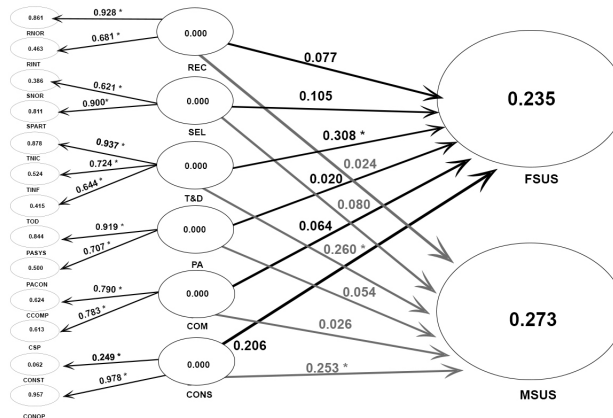 0.861
0.928 *
RNOR
0.463
0.681 *
RINT
0.000
REC
0.077
0.235
FSUS
0.386
0.621 *
SNOR
0.811
0.900*
SPART
0.000
SEL
0.105
0.878
0.937 *
TNIC
0.524
0.724 *
TINF
0.415
0.644 *
TOD
0.000
T&D
0.308 *
0.024
0.844
0.919 *
PASYS
0.500
0.707 *
PACON
0.000
PA
0.020
0.080
0.624
0.790 *
CCOMP
0.613
0.783 *
CSP
0.000
COM
0.064
0.260 *
0.054
0.026
0.273
MSUS
0.062
0.249 *
CONST
0.957
0.978 *
CONOP
0.000
CONS
0.206
0.253 *